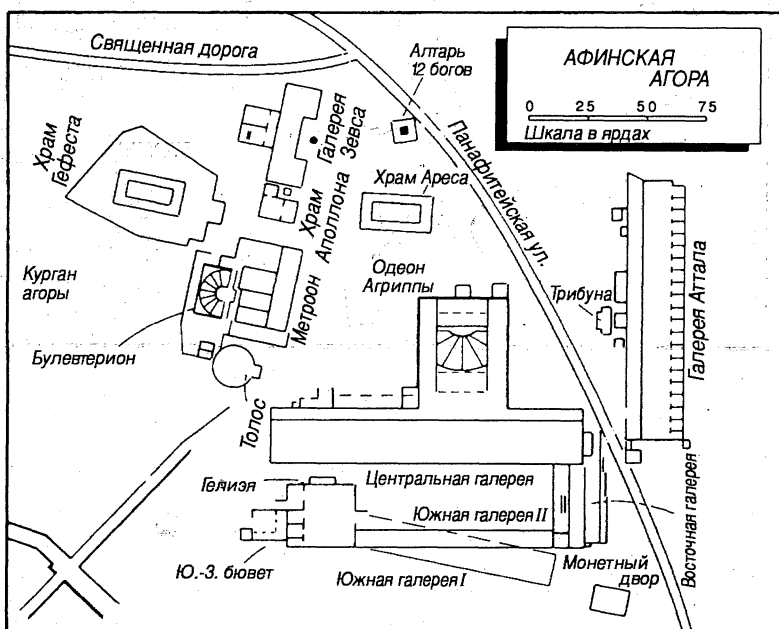 Священная дорога
Алтарь
12 богов
АФИНСКАЯ
АГОРА
0 25 50 75
Шкала в ярдах
Храм
Гефеста
Галерея
Зевса
Панафитейская ул.
Храм
Аполлона
Храм Ареса
Курган
агоры
Метроон
Одеон
Агриппы
Трибуна
Галерея Аттала
Булевтерион
Толос
Гелиэя
Центральная галерея
Южная галерея II
Восточная галерея
Ю.-З. бювет
Южная галерея I
Монетный
двор